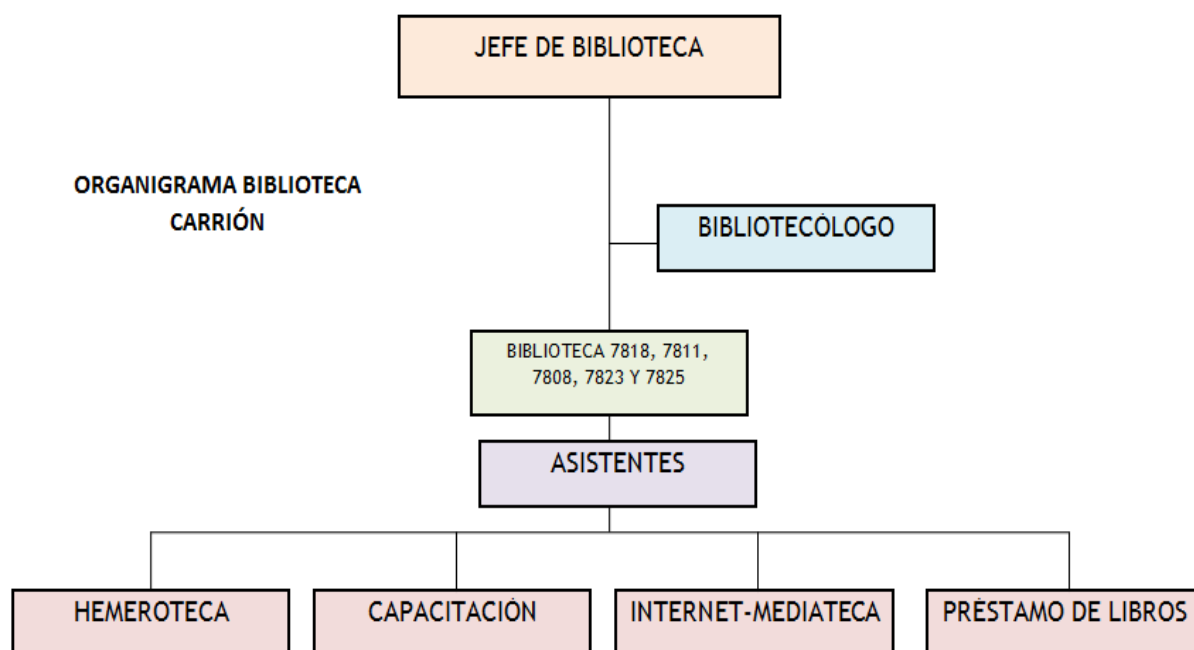 JEFE DE BIBLIOTECA
ORGANIGRAMA BIBLIOTECA
CARRIÓN
BIBLIOTECÓLOGO
BIBLIOTECA 7818, 7811,
7808, 7823 Y 7825
ASISTENTES
HEMEROTECA
CAPACITACIÓN
INTERNET-MEDIATECA
PRÉSTAMO DE LIBROS